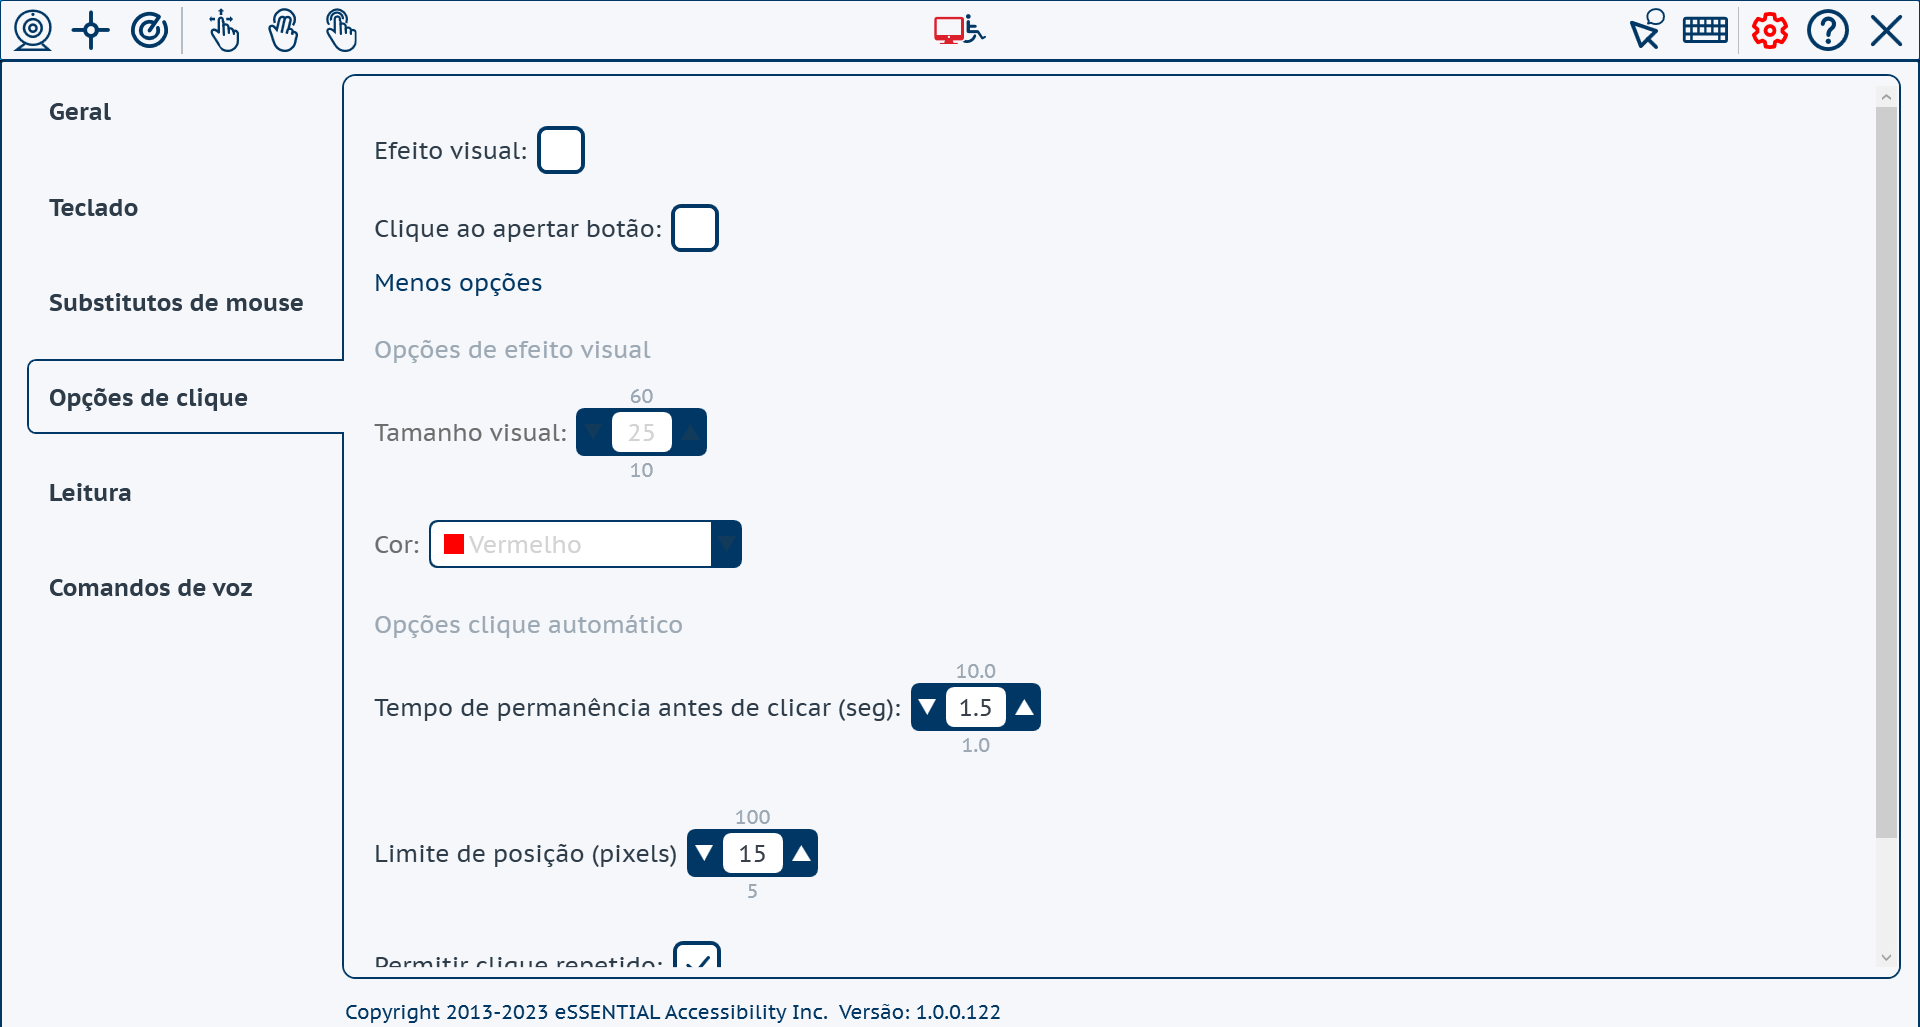 Geral
Teclado
Substitutos de mouse
Opções de clique
Leitura
Comandos de voz
Efeito visual:
Clique ao apertar botão:
Menos opções
Opções de efeito visual
60
Tamanho visual: 25
10
Cor: Vermelho
Opções clique automático
10.0
Tempo de permanência antes de clicar (seg): 1.5
1.0
100
Limite de posição (pixels) 15
5
Permitir clique repetido:
Copyright 2013-2023 eSSENTIAL Accessibility Inc. Versão: 1.0.0.122